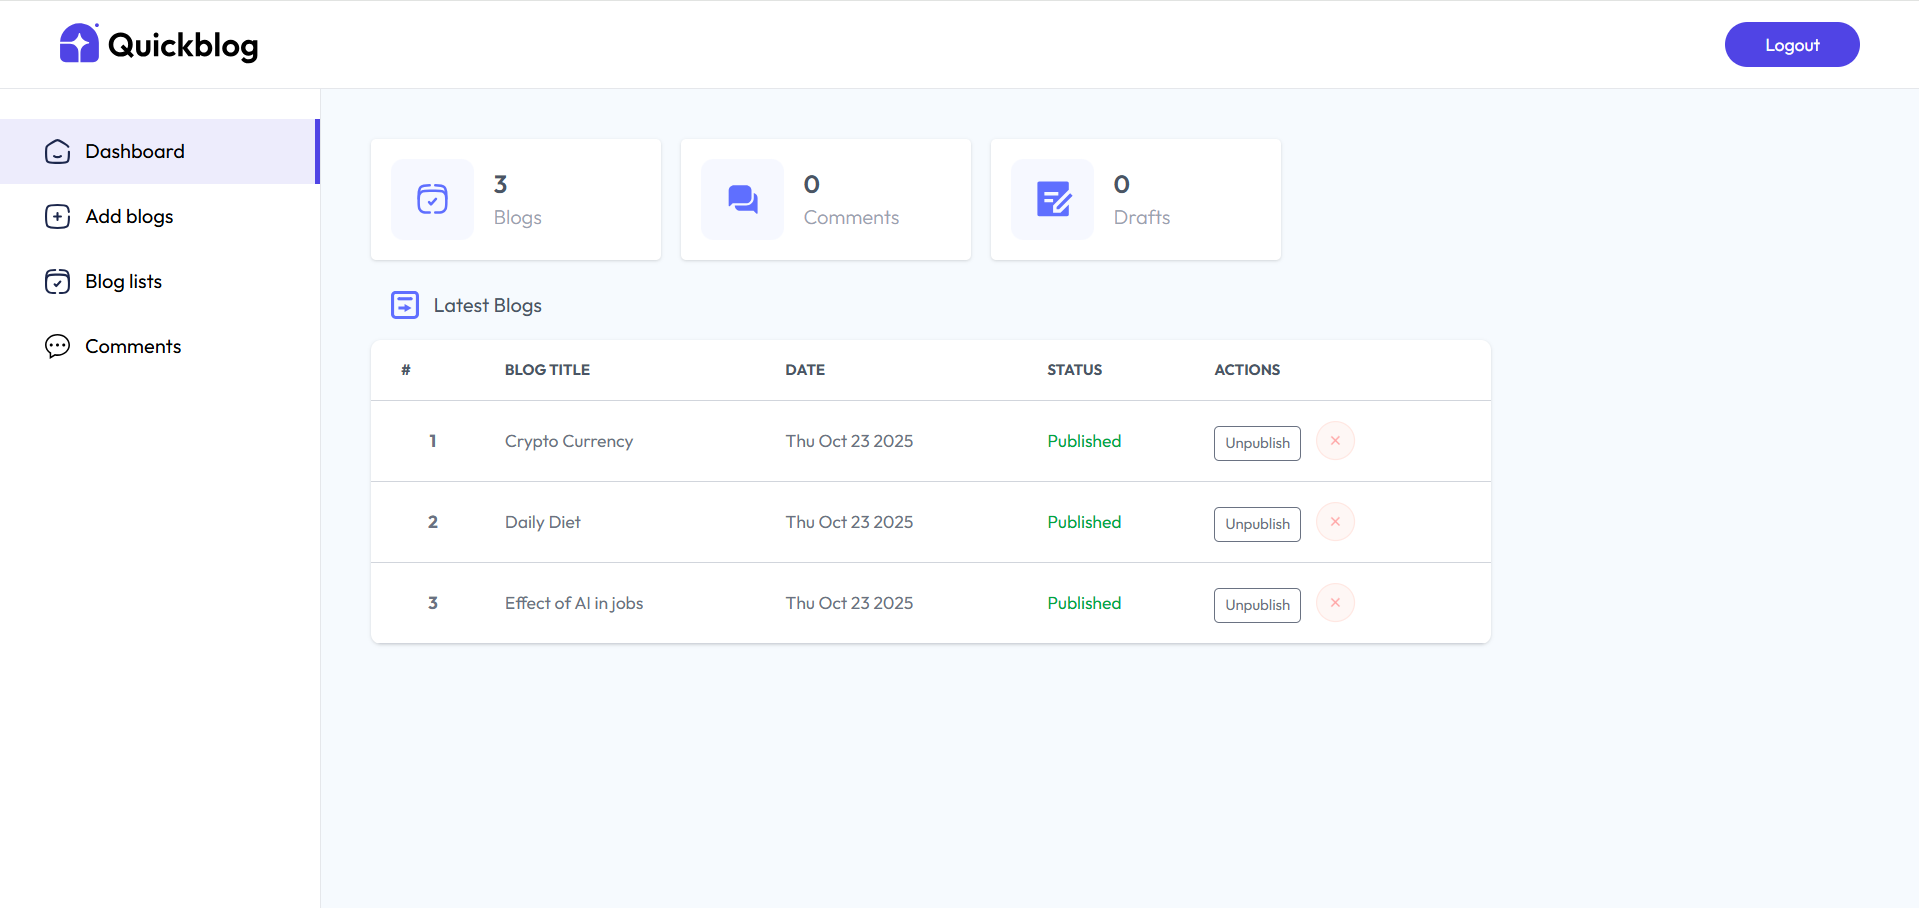 Quickblog
Logout
Dashboard
Add blogs
Blog lists
Comments
3
Blogs
0
Comments
0
Drafts
Latest Blogs
# BLOG TITLE DATE STATUS ACTIONS
1 Crypto Currency Thu Oct 23 2025 Published Unpublish
2 Daily Diet Thu Oct 23 2025 Published Unpublish
3 Effect of AI in jobs Thu Oct 23 2025 Published Unpublish